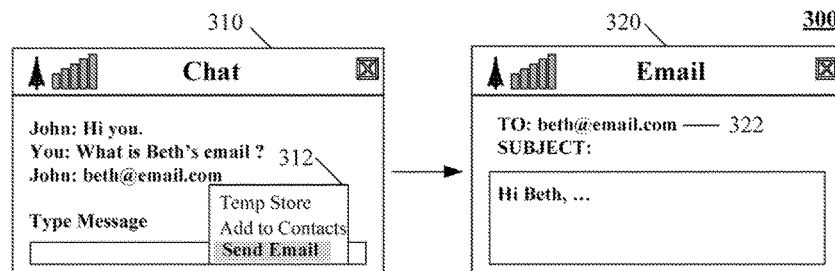 310
320
300
Chat
Email
John: Hi you.
You: What is Beth's email ?
312
John: beth@email.com
Temp Store
Add to Contacts
Send Email
Type Message
TO: beth@email.com
322
SUBJECT:
Hi Beth, ...